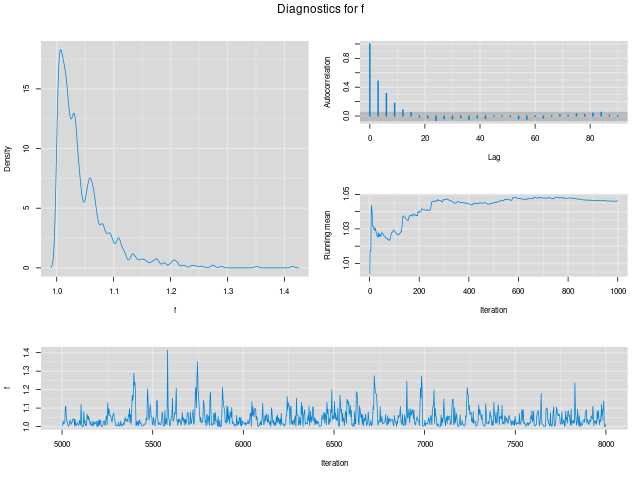 Diagnostics for f
Density
15
10
5
0
1.0 1.1 1.2 1.3 1.4
f
Autocorrelation
0.8
0.4
0.0
0 20 40 60 80
Lag
Running mean
1.05
1.03
1.01
0 200 400 600 800 1000
Iteration
f
1.4
1.3
1.2
1.1
1.0
5000 5500 6000 6500 7000 7500 8000
Iteration